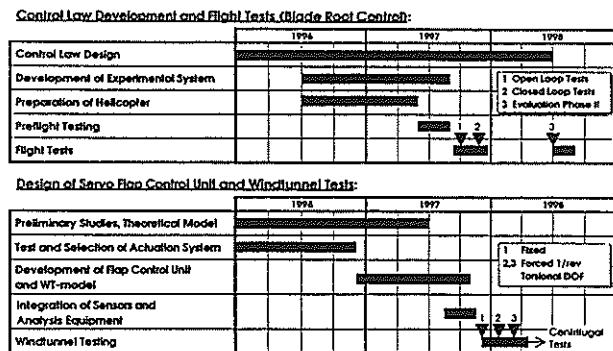 Control Law Development and Flight Tests (Blade Root Control):
1996 1997 1998
Control Law Design
Development of Experimental System
Preparation of Helicopter
Preflight Testing
Flight Tests
1 Open Loop Tests
2 Closed Loop Tests
3 Evaluation Phase II
1 2 3
Design of Servo Flap Control Unit and Windtunnel Tests:
1996 1997 1998
Preliminary Studies, Theoretical Model
Test and Selection of Actuation System
Development of Flap Control Unit
and WT-model
Integration of Sensors and
Analysis Equipment
Windtunnel Testing
1 Fixed
2,3 Forced 1/rev
Torsional DOF
1 2 3
Centrifugal
Tests